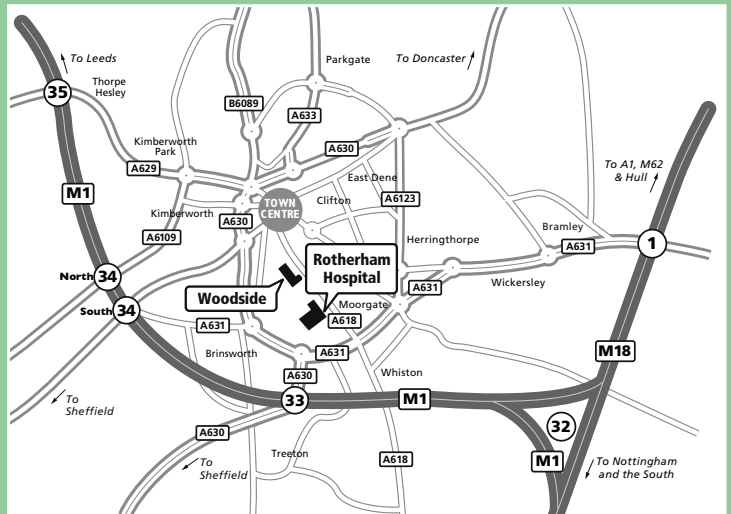 To Leeds
Parkgate
To Doncaster
35
Thorpe
Hesley
B6089
A633
Kimberworth
Park
A630
A629
To A1, M62
& Hull
East Dene
M1
A6123
TOWN
CENTRE
Clifton
Kimberworth
A630
Bramley
A6109
Herringthorpe
A631
1
Rotherham
Hospital
North
34
Wickersley
A631
Woodside
Moorgate
South
34
A618
A631
Brinsworth
A631
M18
Whiston
A630
To
Sheffield
33
M1
32
A630
Treeton
To
Sheffield
A618
M1
To Nottingham
and the South